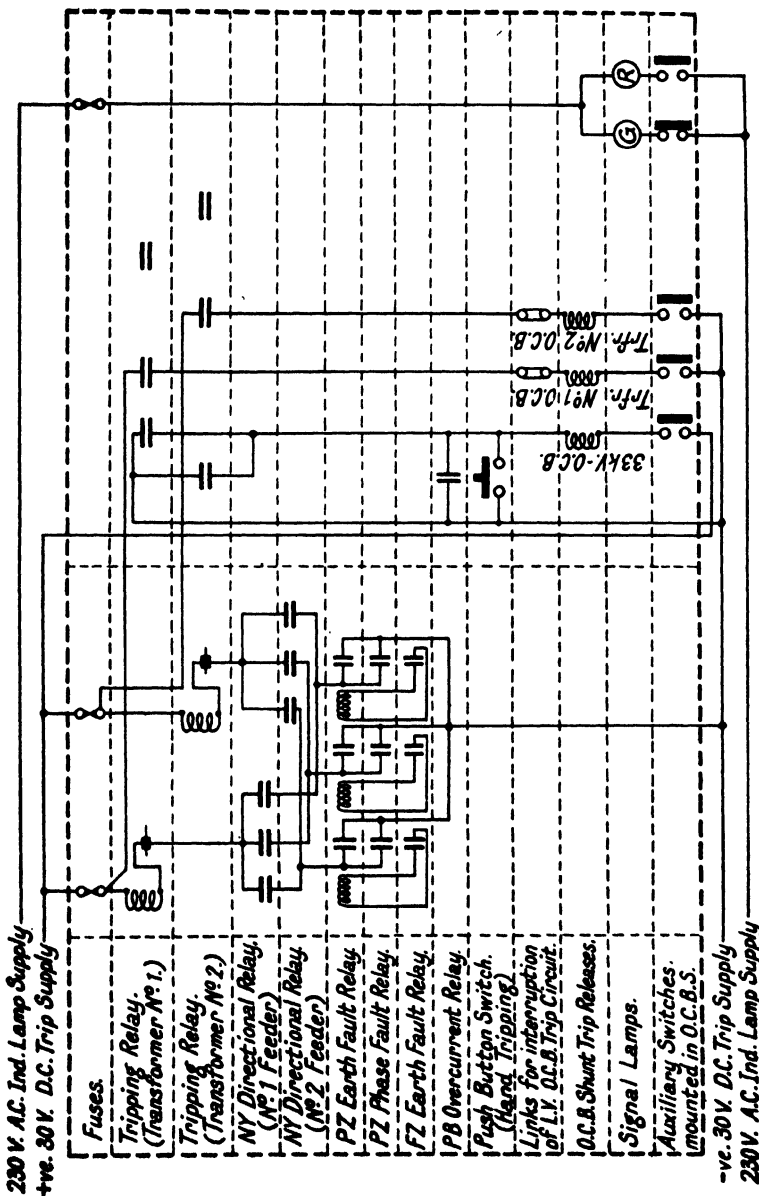 230 V. A.C. Ind. Lamp Supply
+ve. 30 V. D.C. Trip Supply
Fuses.
Tripping Relay.
(Transformer Nº 1.)
Tripping Relay.
(Transformer Nº 2.)
NY Directional Relay.
(Nº 1 Feeder)
NY Directional Relay.
(Nº 2 Feeder)
PZ Earth Fault Relay.
PZ Phase Fault Relay.
FZ Earth Fault Relay.
PB Overcurrent Relay.
Push Button Switch.
(Hand Tripping)
Links for interruption
of L.V. O.C.B. Trip Circuit.
O.C.B. Shunt Trip Releases.
Signal Lamps.
Auxiliary Switches.
mounted in O.C.B.S.
-ve. 30 V. D.C. Trip Supply
230 V. A.C. Ind. Lamp Supply
33kV-O.C.B.
Trfr. Nº 1 O.C.B.
Trfr. Nº 2 O.C.B.
G
R